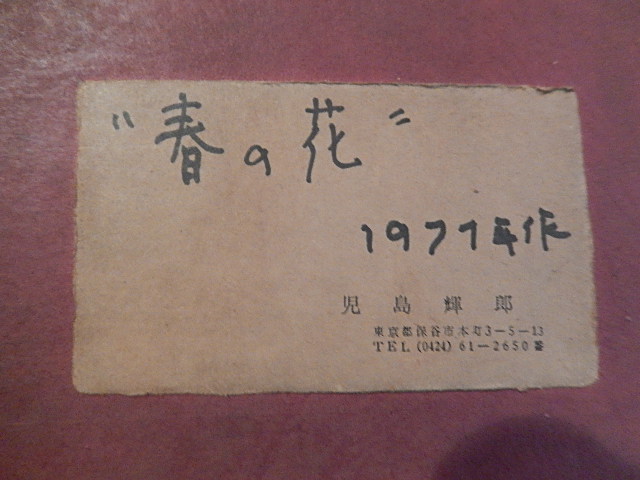 "春の花"
1977年作
児島輝郎
東京都保谷市本町3-5-13
TEL (0424) 61-2650番